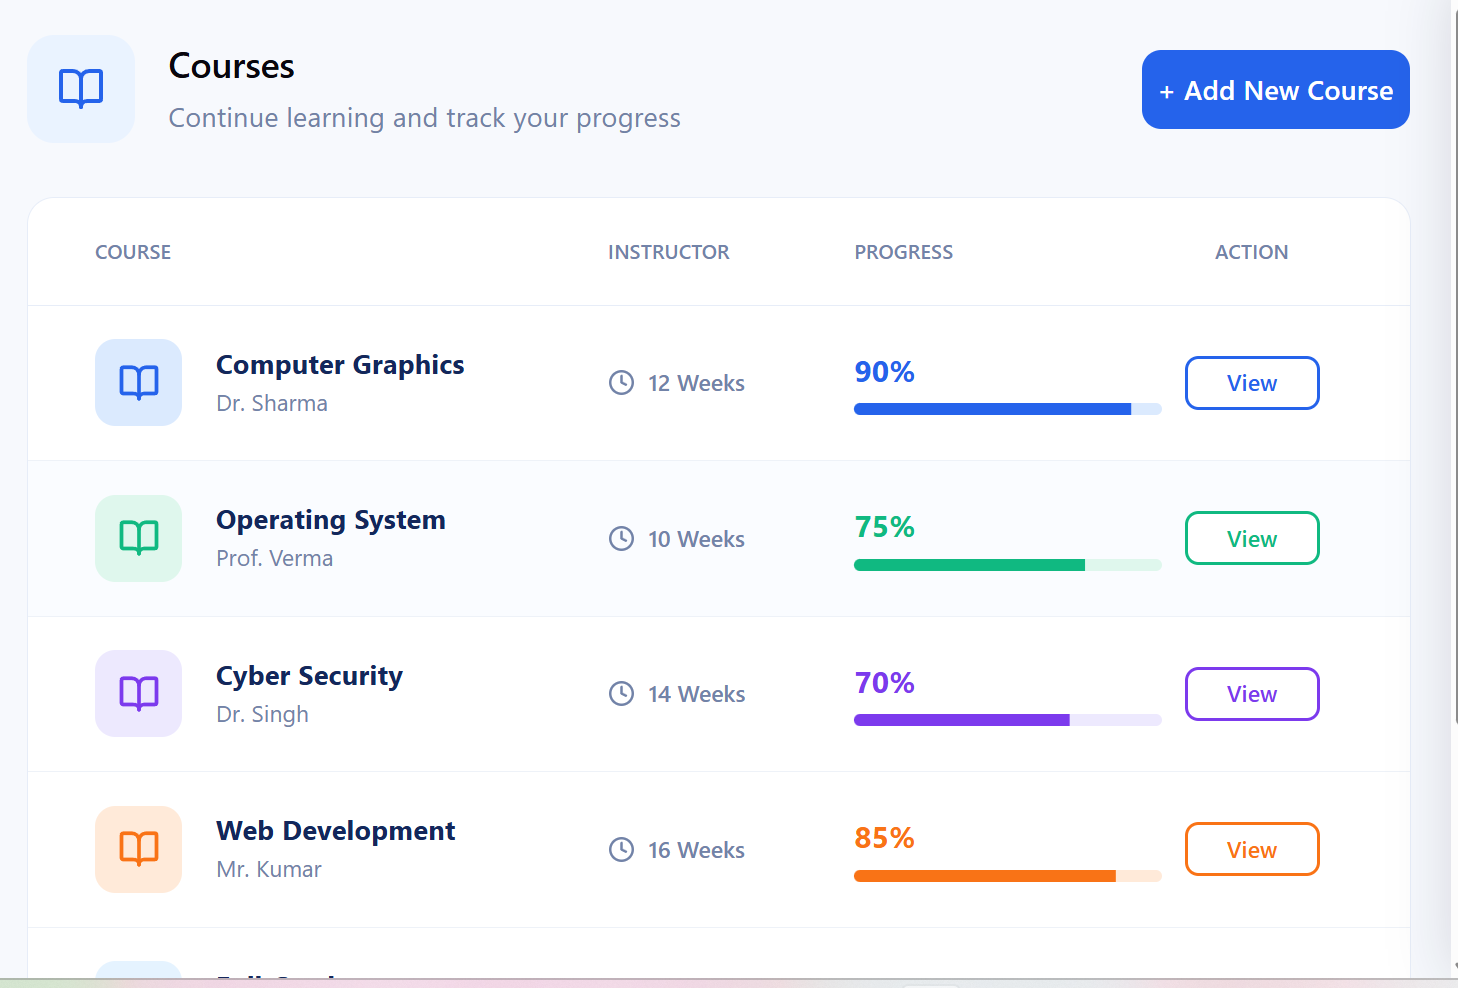 Courses
Continue learning and track your progress
+ Add New Course
COURSE INSTRUCTOR PROGRESS ACTION
Computer Graphics
Dr. Sharma
12 Weeks
90%
View
Operating System
Prof. Verma
10 Weeks
75%
View
Cyber Security
Dr. Singh
14 Weeks
70%
View
Web Development
Mr. Kumar
16 Weeks
85%
View